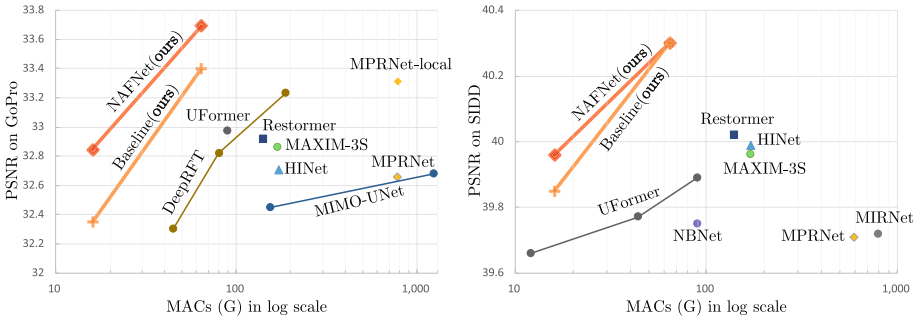 PSNR on GoPro
33.8
33.6
33.4
33.2
33
32.8
32.6
32.4
32.2
32
10
100
1,000
MACs (G) in log scale
NAFNet(ours)
Baseline(ours)
MPRNet-local
UFormer
Restormer
MAXIM-3S
DeepRFT
HINet
MPRNet
MIMO-UNet
PSNR on SIDD
40.4
40.2
40
39.8
39.6
10
100
1,000
MACs (G) in log scale
NAFNet(ours)
Baseline(ours)
Restormer
HINet
MAXIM-3S
UFormer
NBNet
MIRNet
MPRNet